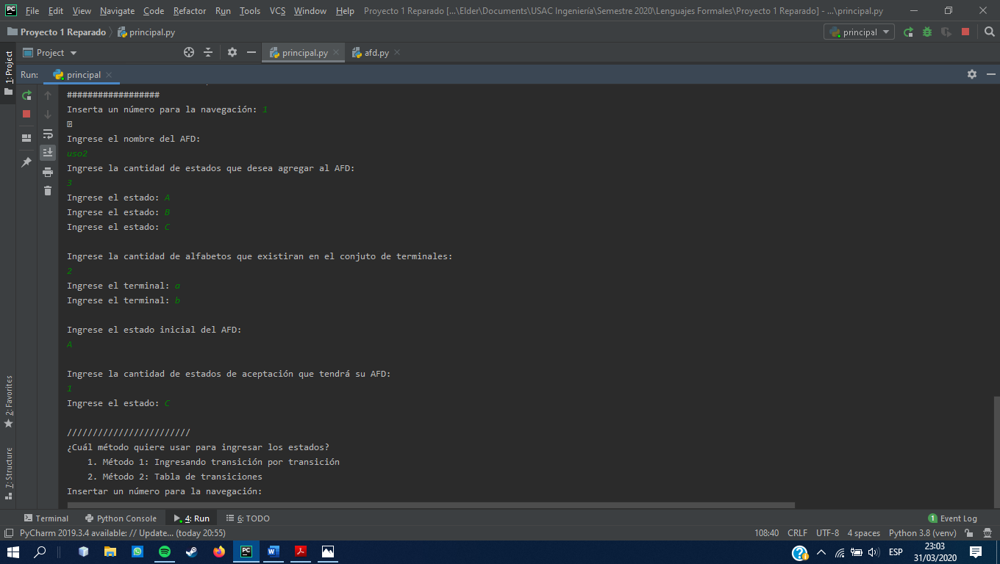 PC File Edit View Navigate Code Refactor Run Tools VCS Window Help Proyecto 1 Reparado [...\Elder\Documents\USAC Ingeniería\Semestre 2020\Lenguajes Formales\Proyecto 1 Reparado] - ...\principal.py
Proyecto 1 Reparado principal.py principal
1: Project
Project principal.py afd.py
Run: principal
##################
Inserta un número para la navegación: 1
Ingrese el nombre del AFD:
uso2
Ingrese la cantidad de estados que desea agregar al AFD:
3
Ingrese el estado: A
Ingrese el estado: B
Ingrese el estado: C
Ingrese la cantidad de alfabetos que existiran en el conjuto de terminales:
2
Ingrese el terminal: a
Ingrese el terminal: b
Ingrese el estado inicial del AFD:
A
Ingrese la cantidad de estados de aceptación que tendrá su AFD:
1
Ingrese el estado: C
////////////////////////
¿Cuál método quiere usar para ingresar los estados?
1. Método 1: Ingresando transición por transición
2. Método 2: Tabla de transiciones
Insertar un número para la navegación:
2: Favorites
7: Structure
Terminal Python Console 4: Run 6: TODO 1 Event Log
PyCharm 2019.3.4 available: // Update... (today 20:55) 108:40 CRLF UTF-8 4 spaces Python 3.8 (venv)
PC W ESP 23:03
31/03/2020